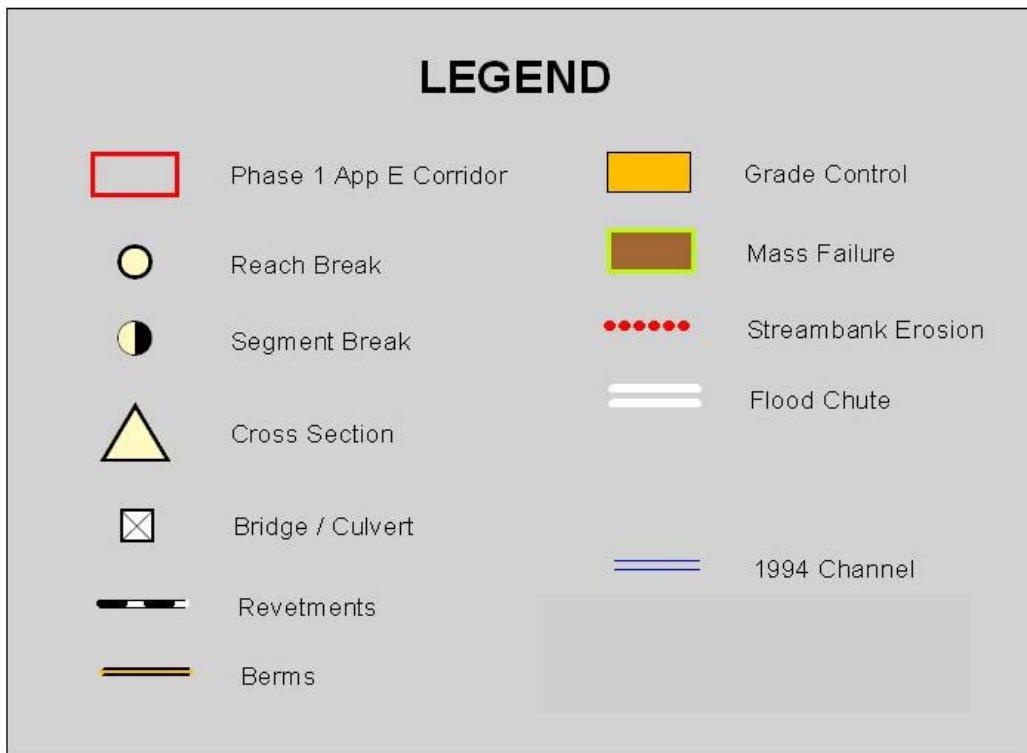 LEGEND
Phase 1 App E Corridor
Reach Break
Segment Break
Cross Section
Bridge / Culvert
Revetments
Berms
Grade Control
Mass Failure
Streambank Erosion
Flood Chute
1994 Channel